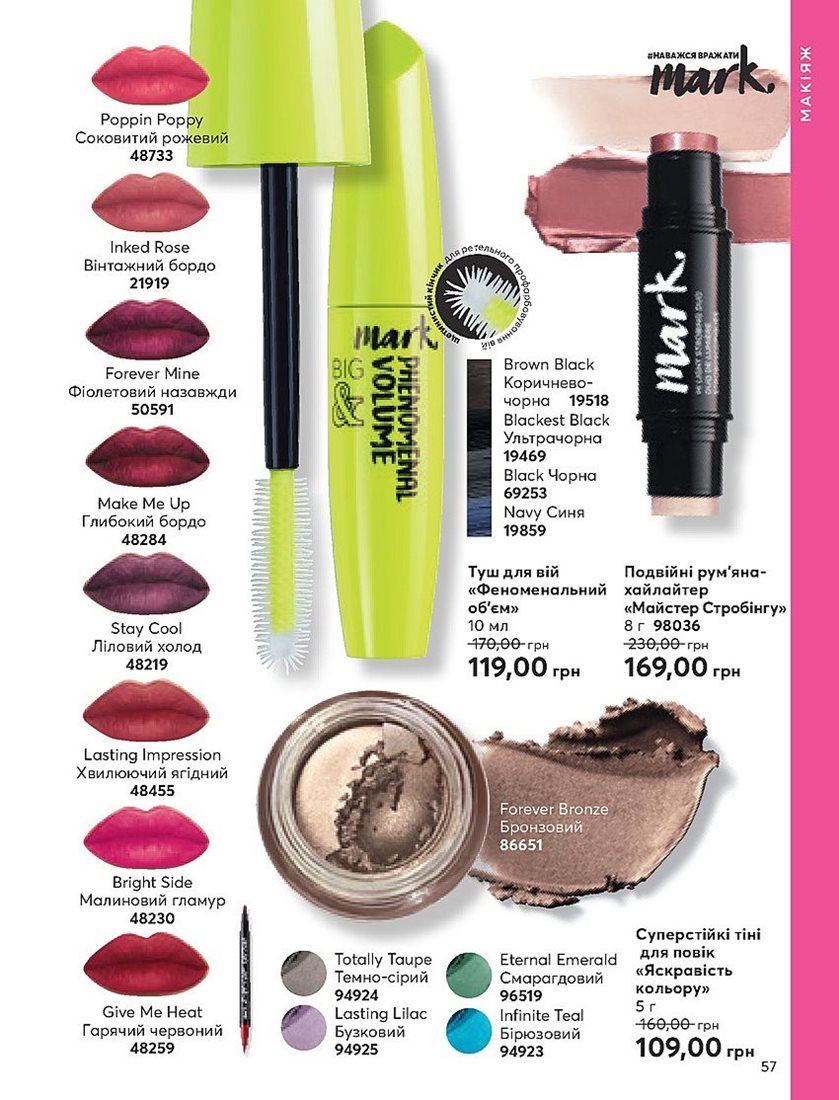 Poppin Poppy
Соковитий рожевий
48733
Inked Rose
Вінтажний бордо
21919
Forever Mine
Фіолетовий назавжди
50591
Make Me Up
Глибокий бордо
48284
Stay Cool
Ліловий холод
48219
Lasting Impression
Хвилюючий ягідний
48455
Bright Side
Малиновий гламур
48230
Give Me Heat
Гарячий червоний
48259
mark.
BIG &
PHENOMENAL
VOLUME
щетинистий кінчик для ретельного профарбовування вій
#НАВАЖСЯ ВРАЖАТИ
mark.
МАКІЯЖ
mark.
Brown Black
Коричнево-
чорна 19518
Blackest Black
Ультрачорна
19469
Black Чорна
69253
Navy Синя
19859
Туш для вій
«Феноменальний
об'єм»
10 мл
170,00 грн
119,00 грн
Подвійні рум'яна-
хайлайтер
«Майстер Стробінгу»
8 г 98036
230,00 грн
169,00 грн
Forever Bronze
Бронзовий
86651
Totally Taupe
Темно-сірий
94924
Lasting Lilac
Бузковий
94925
Eternal Emerald
Смарагдовий
96519
Infinite Teal
Бірюзовий
94923
Суперстійкі тіні
для повік
«Яскравість
кольору»
5 г
160,00 грн
109,00 грн
57